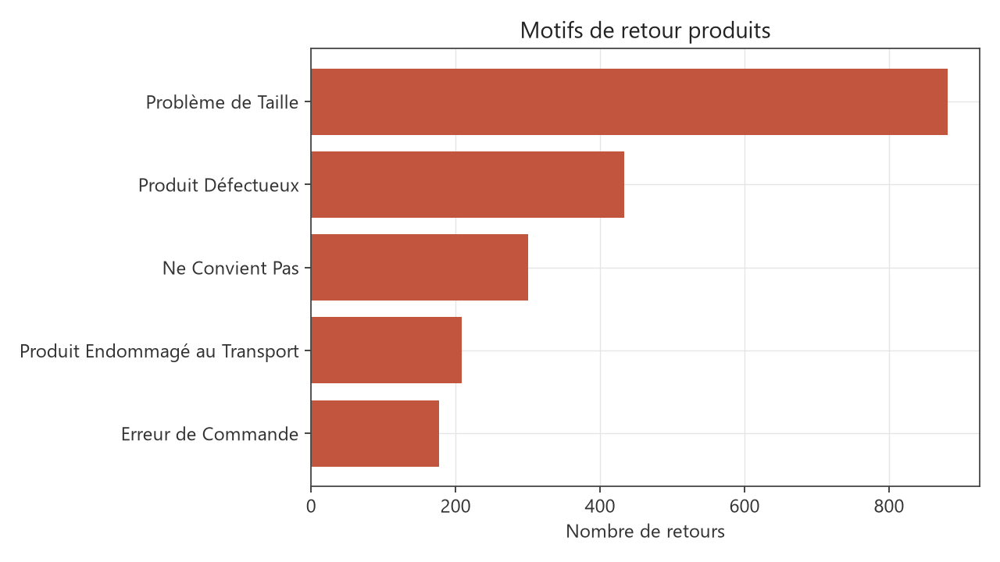 Motifs de retour produits
Problème de Taille
Produit Défectueux
Ne Convient Pas
Produit Endommagé au Transport
Erreur de Commande
0 200 400 600 800
Nombre de retours